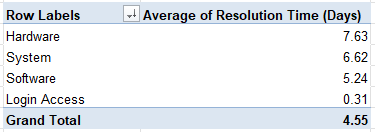 Row Labels Average of Resolution Time (Days)
Hardware 7.63
System 6.62
Software 5.24
Login Access 0.31
Grand Total 4.55